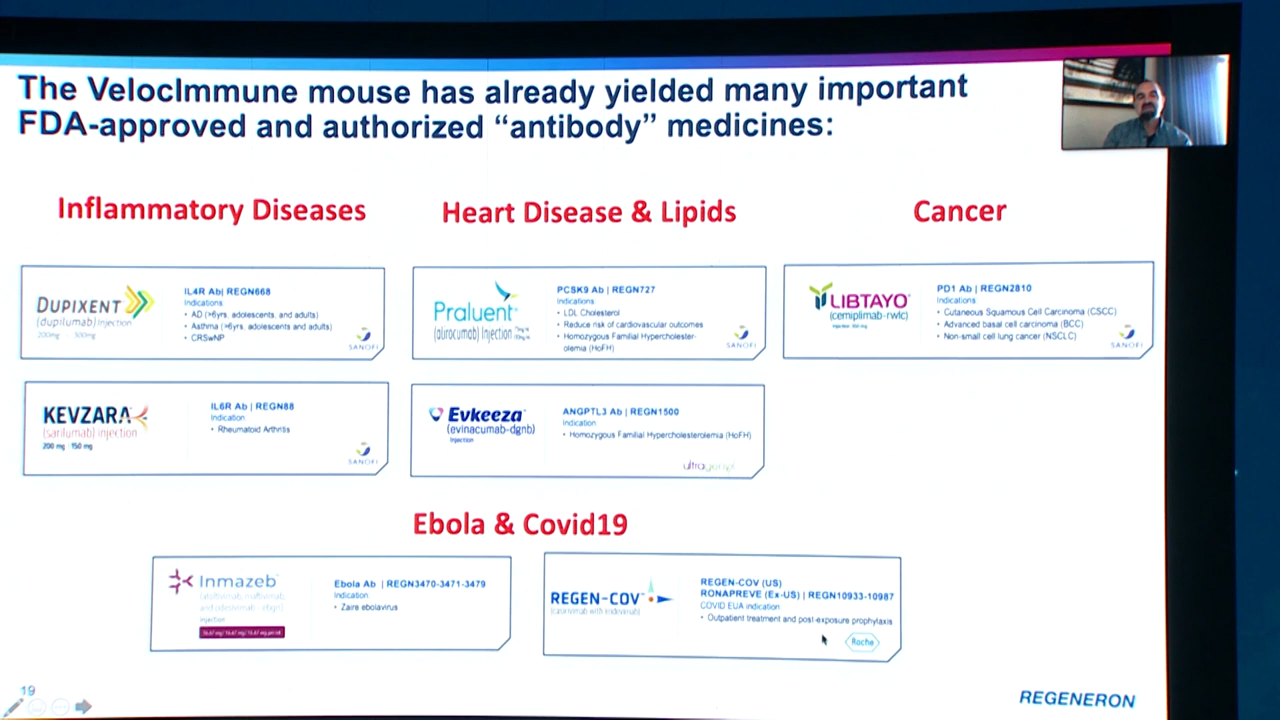 The VelocImmune mouse has already yielded many important
FDA-approved and authorized “antibody” medicines:
Inflammatory Diseases
DUPIXENT
(dupilumab) Injection
200mg 300mg
IL4R Ab| REGN668
Indications
• AD (>6yrs, adolescents, and adults)
• Asthma (>6yrs, adolescents and adults)
• CRSwNP
SANOFI
KEVZARA
(sarilumab) injection
200 mg 150 mg
IL6R Ab | REGN88
Indication
• Rheumatoid Arthritis
SANOFI
Heart Disease & Lipids
Praluent
(alirocumab) Injection
PCSK9 Ab | REGN727
Indications
• LDL Cholesterol
• Reduce risk of cardiovascular outcomes
• Homozygous Familial Hypercholester-
olemia (HoFH)
SANOFI
Evkeeza
(evinacumab-dgnb)
Injection
ANGPTL3 Ab | REGN1500
Indication
• Homozygous Familial Hypercholesterolemia (HoFH)
ultragenyx
Cancer
LIBTAYO
(cemiplimab-rwlc)
PD1 Ab | REGN2810
Indications
• Cutaneous Squamous Cell Carcinoma (CSCC)
• Advanced basal cell carcinoma (BCC)
• Non-small cell lung cancer (NSCLC)
SANOFI
Ebola & Covid19
Inmazeb
injection
Ebola Ab | REGN3470-3471-3479
Indication
• Zaire ebolavirus
REGEN-COV
(casirivimab with imdevimab)
REGEN-COV (US)
RONAPREVE (Ex-US) | REGN10933-10987
COVID EUA indication
• Outpatient treatment and post-exposure prophylaxis
Roche
19
REGENERON